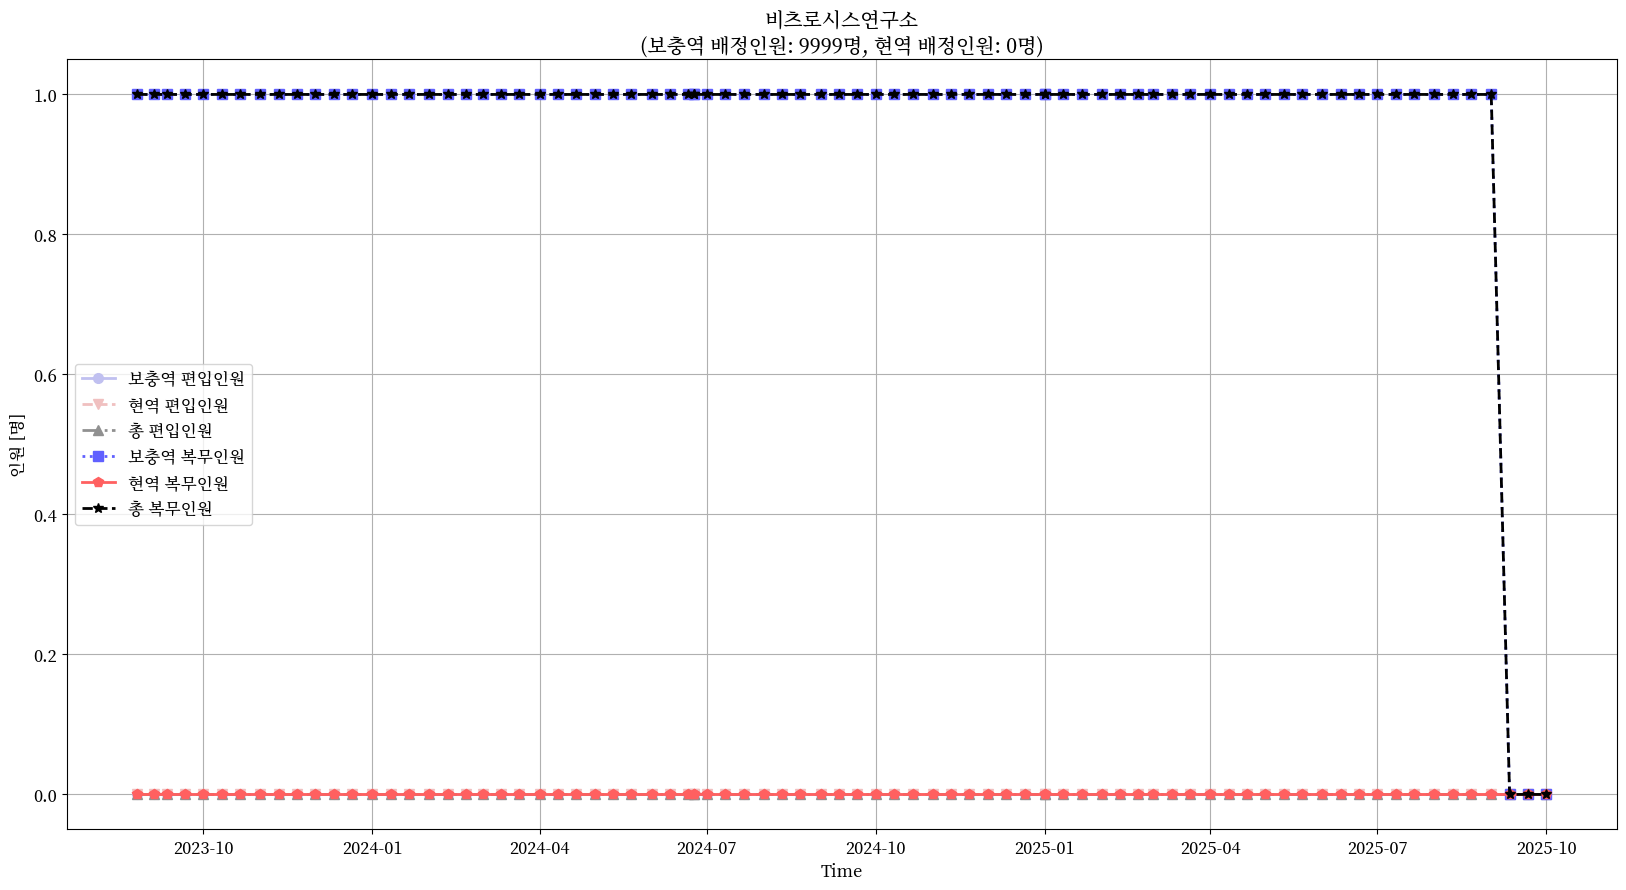 비츠로시스연구소
(보충역 배정인원: 9999명, 현역 배정인원: 0명)
1.0
0.8
0.6
0.4
0.2
0.0
인원 [명]
보충역 편입인원
현역 편입인원
총 편입인원
보충역 복무인원
현역 복무인원
총 복무인원
2023-10
2024-01
2024-04
2024-07
2024-10
2025-01
2025-04
2025-07
2025-10
Time